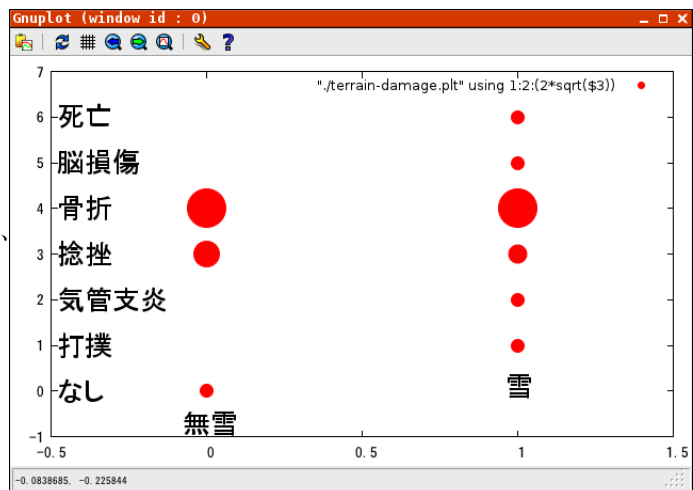 Gnuplot (window id : 0)
7
"./terrain-damage.plt" using 1:2:(2*sqrt($3))
6 死亡
5 脳損傷
4 骨折
、
3 捻挫
2 気管支炎
1 打撲
0 なし
雪
無雪
-1
-0.5 0 0.5 1 1.5
-0.0838685, -0.225844